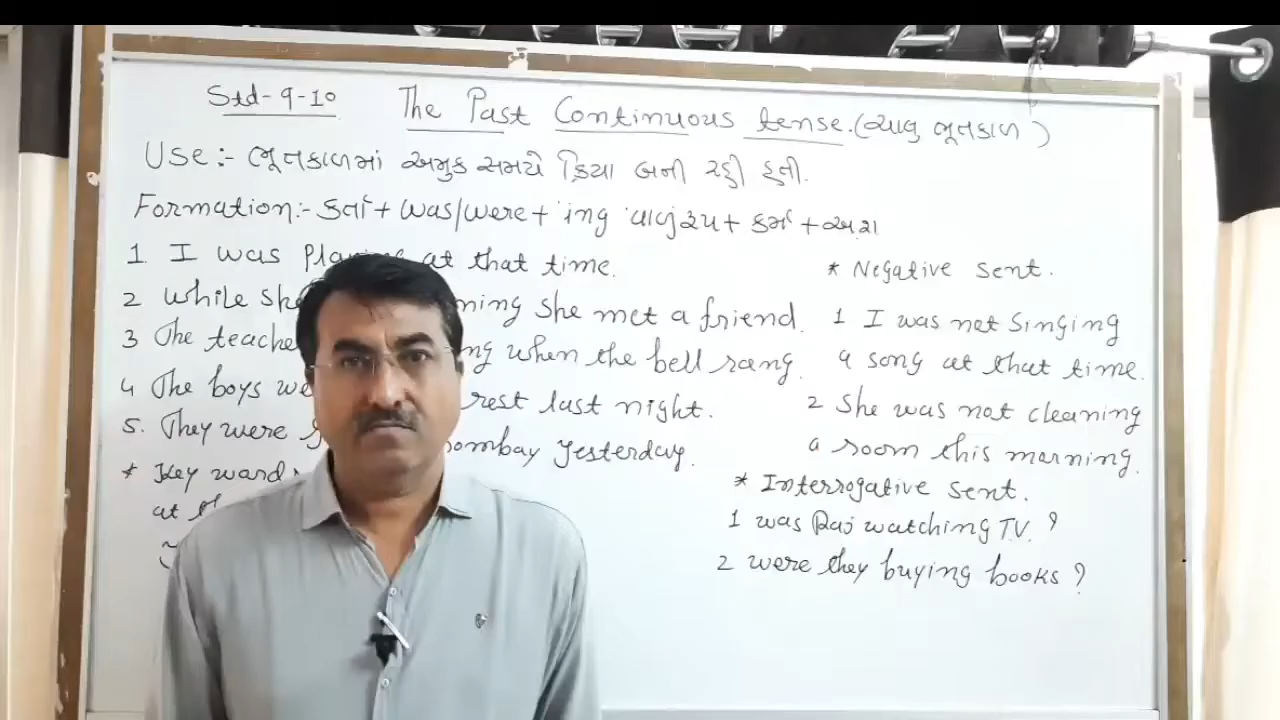 Std-9-10 The Past Continuous tense. (ચાલુ ભૂતકાળ)
Use:- ભૂતકાળમાં અમુક સમયે ક્રિયા બની રહી હતી.
Formation:- કર્તા + was/were + 'ing' વાળું રૂપ + કર્મ + અ.શ
1. I was at that time.
2 While she she met a friend.
3 The when the bell rang.
4 The boys rest last night.
5. They were yesterday.
* Key
at
* Negative sent.
1 I was not singing
a song at that time.
2 She was not cleaning
a room this morning.
* Interrogative sent.
1 was Raj watching T.V. ?
2 were they buying books ?